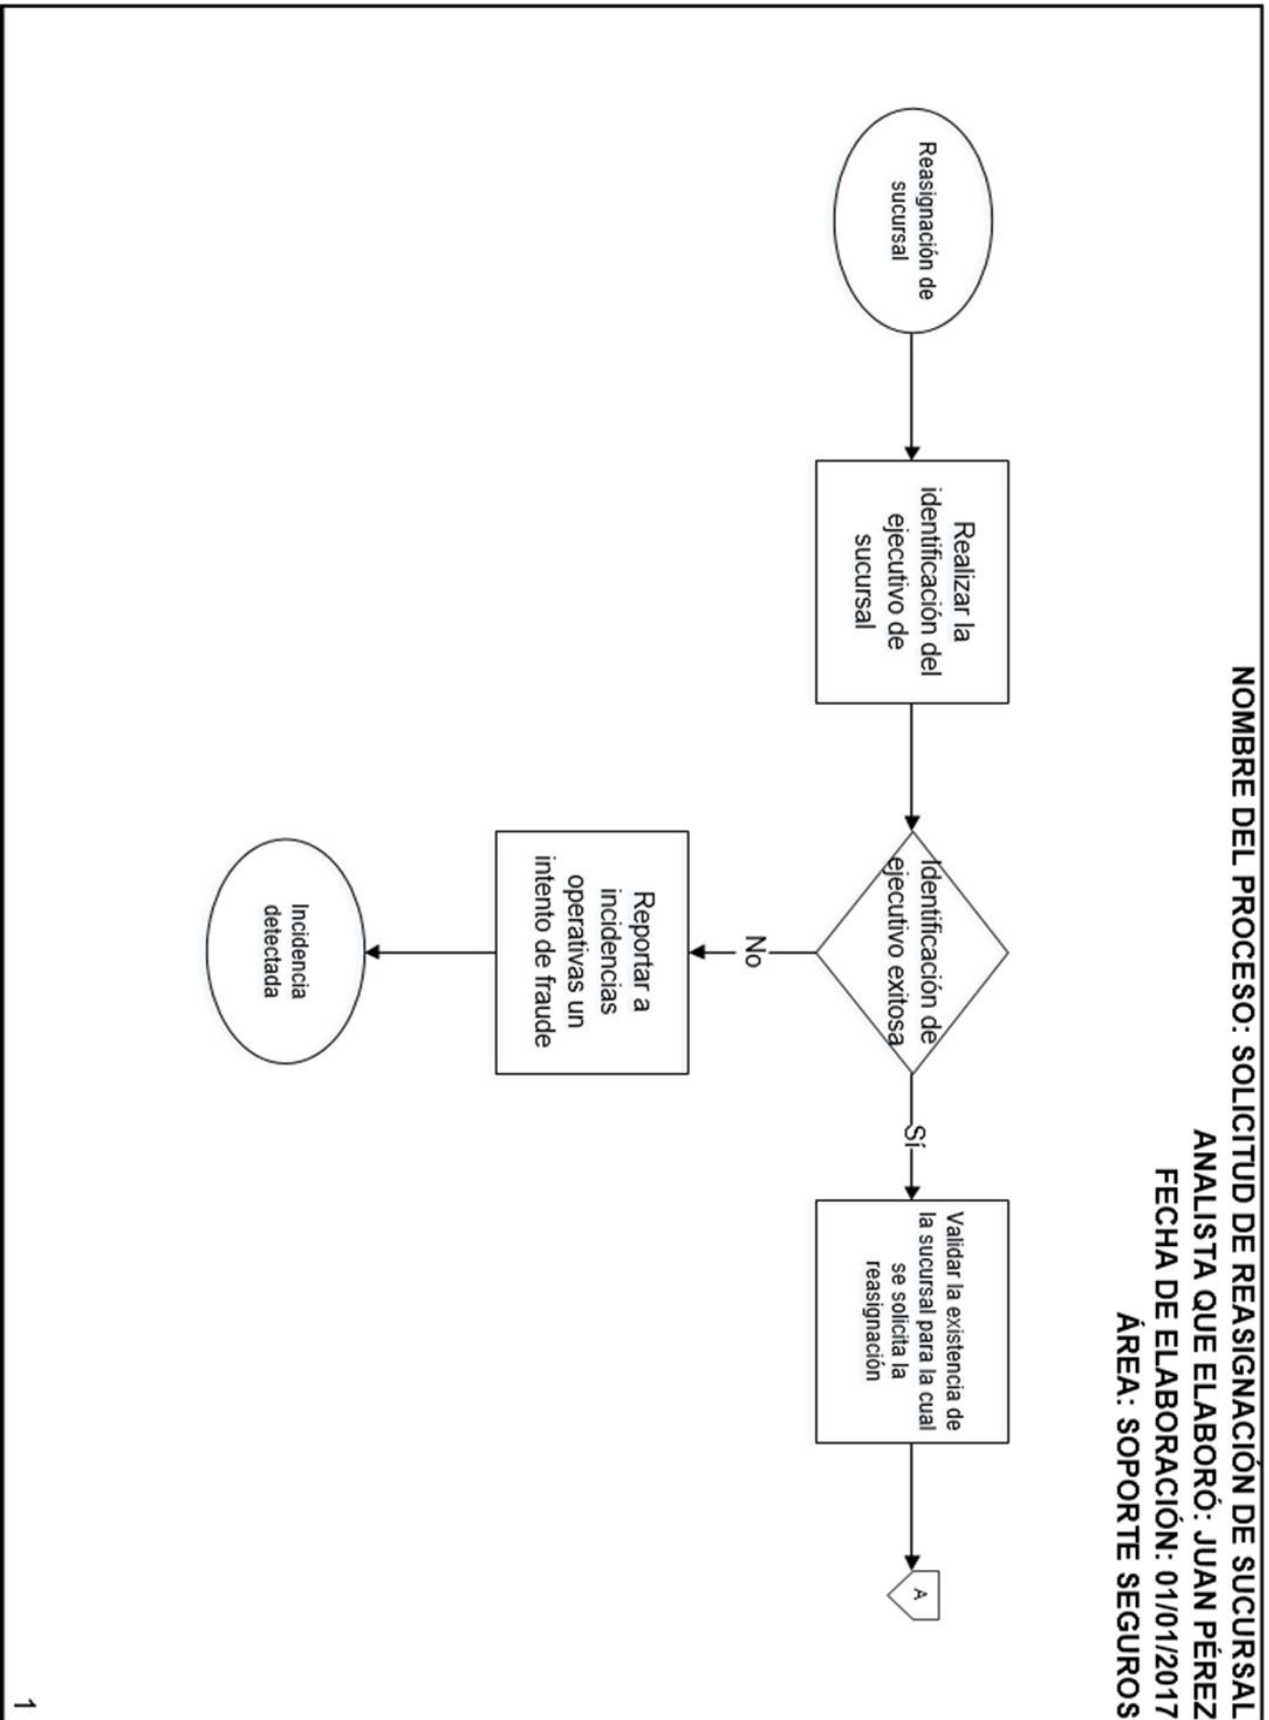 NOMBRE DEL PROCESO: SOLICITUD DE REASIGNACIÓN DE SUCURSAL
ANALISTA QUE ELABORÓ: JUAN PÉREZ
FECHA DE ELABORACIÓN: 01/01/2017
ÁREA: SOPORTE SEGUROS
Reasignación de
sucursal
Realizar la
identificación del
ejecutivo de
sucursal
Identificación de
ejecutivo exitosa
Sí
Validar la existencia de
la sucursal para la cual
se solicita la
reasignación
A
No
Reportar a
incidencias
operativas un
intento de fraude
Incidencia
detectada
1